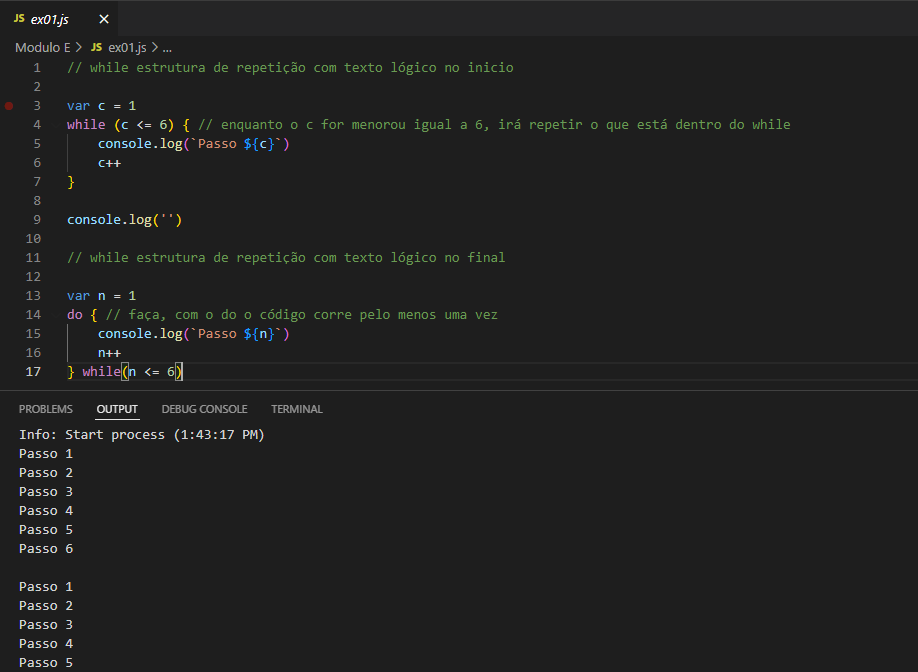 JS ex01.js ×
Modulo E > JS ex01.js > ...
1 // while estrutura de repetição com texto lógico no inicio
2
3 var c = 1
4 while (c <= 6) { // enquanto o c for menorou igual a 6, irá repetir o que está dentro do while
5 console.log(`Passo ${c}`)
6 c++
7 }
8
9 console.log('')
10
11 // while estrutura de repetição com texto lógico no final
12
13 var n = 1
14 do { // faça, com o do o código corre pelo menos uma vez
15 console.log(`Passo ${n}`)
16 n++
17 } while(n <= 6)
PROBLEMS OUTPUT DEBUG CONSOLE TERMINAL
Info: Start process (1:43:17 PM)
Passo 1
Passo 2
Passo 3
Passo 4
Passo 5
Passo 6
Passo 1
Passo 2
Passo 3
Passo 4
Passo 5